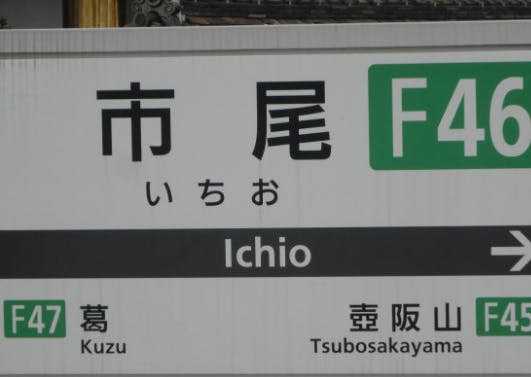 市尾 F46
いちお
Ichio →
F47 葛 壺阪山 F45
Kuzu Tsubosakayama